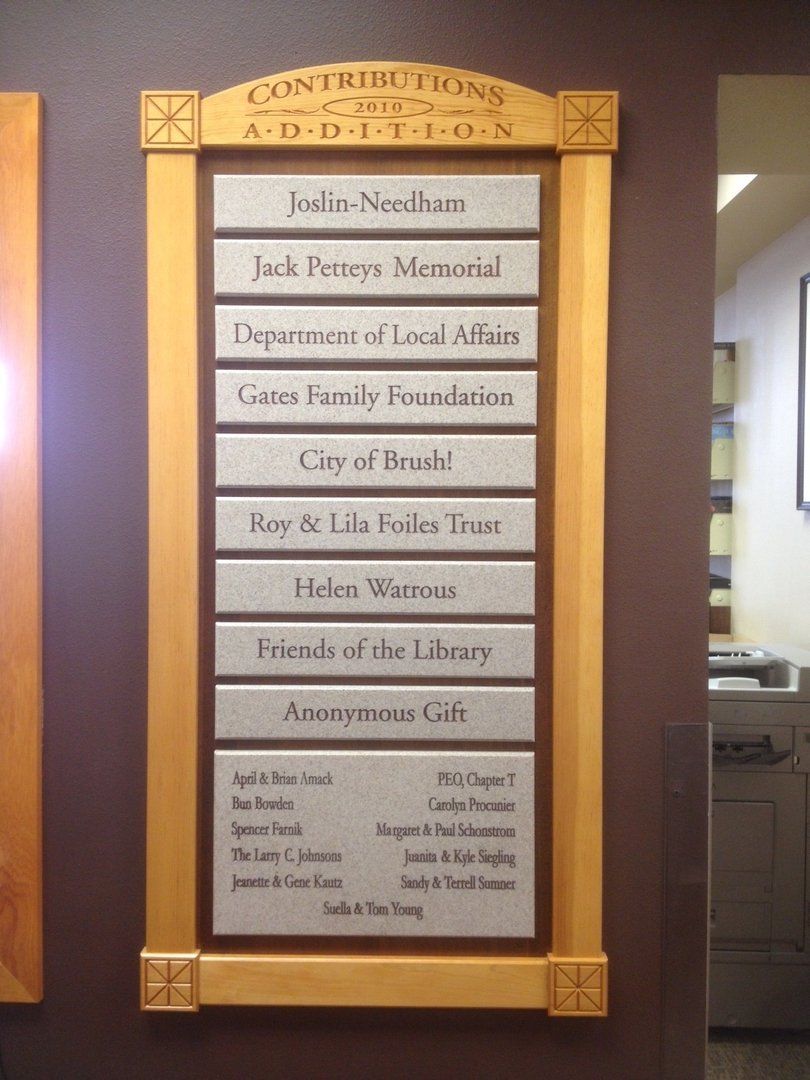 CONTRIBUTIONS
2010
A·D·D·I·T·I·O·N
Joslin-Needham
Jack Petteys Memorial
Department of Local Affairs
Gates Family Foundation
City of Brush!
Roy & Lila Foiles Trust
Helen Watrous
Friends of the Library
Anonymous Gift
April & Brian Amack
Bun Bowden
Spencer Farnik
The Larry C. Johnsons
Jeanette & Gene Kautz
PEO, Chapter T
Carolyn Procunier
Margaret & Paul Schonstrom
Juanita & Kyle Siegling
Sandy & Terrell Sumner
Suella & Tom Young